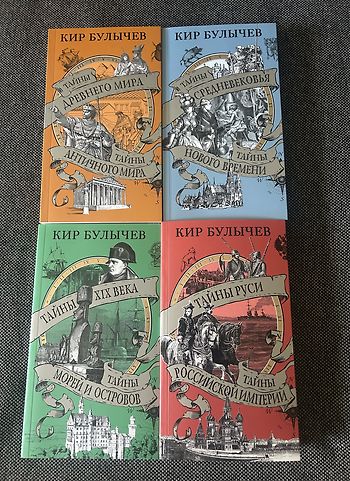 КИР БУЛЫЧЕВ
ТАЙНЫ
ДРЕВНЕГО МИРА
ТАЙНЫ
АНТИЧНОГО МИРА
W
S
КИР БУЛЫЧЕВ
ТАЙНЫ
СРЕДНЕВЕКОВЬЯ
ТАЙНЫ
НОВОГО ВРЕМЕНИ
W
S
КИР БУЛЫЧЕВ
ТАЙНЫ
XIX ВЕКА
ТАЙНЫ
МОРЕЙ И ОСТРОВОВ
W
S
КИР БУЛЫЧЕВ
ТАЙНЫ РУСИ
ТАЙНЫ
РОССИЙСКОЙ ИМПЕРИИ
W
S